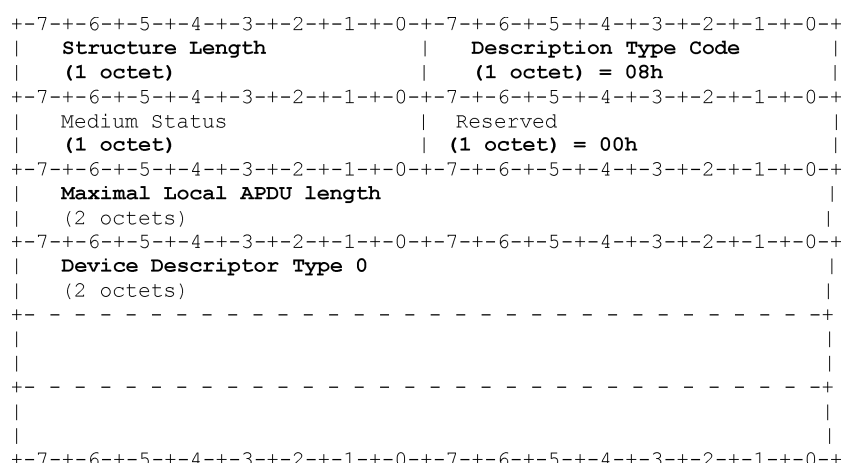 +-7-+-6-+-5-+-4-+-3-+-2-+-1-+-0-+-7-+-6-+-5-+-4-+-3-+-2-+-1-+-0-+
| Structure Length | Description Type Code |
| (1 octet) | (1 octet) = 08h |
+-7-+-6-+-5-+-4-+-3-+-2-+-1-+-0-+-7-+-6-+-5-+-4-+-3-+-2-+-1-+-0-+
| Medium Status | Reserved |
| (1 octet) | (1 octet) = 00h |
+-7-+-6-+-5-+-4-+-3-+-2-+-1-+-0-+-7-+-6-+-5-+-4-+-3-+-2-+-1-+-0-+
| Maximal Local APDU length |
| (2 octets) |
+-7-+-6-+-5-+-4-+-3-+-2-+-1-+-0-+-7-+-6-+-5-+-4-+-3-+-2-+-1-+-0-+
| Device Descriptor Type 0 |
| (2 octets) |
+- - - - - - - - - - - - - - - - - - - - - - - - - - - - - - - -+
| |
| |
+- - - - - - - - - - - - - - - - - - - - - - - - - - - - - - - -+
| |
| |
+-7-+-6-+-5-+-4-+-3-+-2-+-1-+-0-+-7-+-6-+-5-+-4-+-3-+-2-+-1-+-0-+